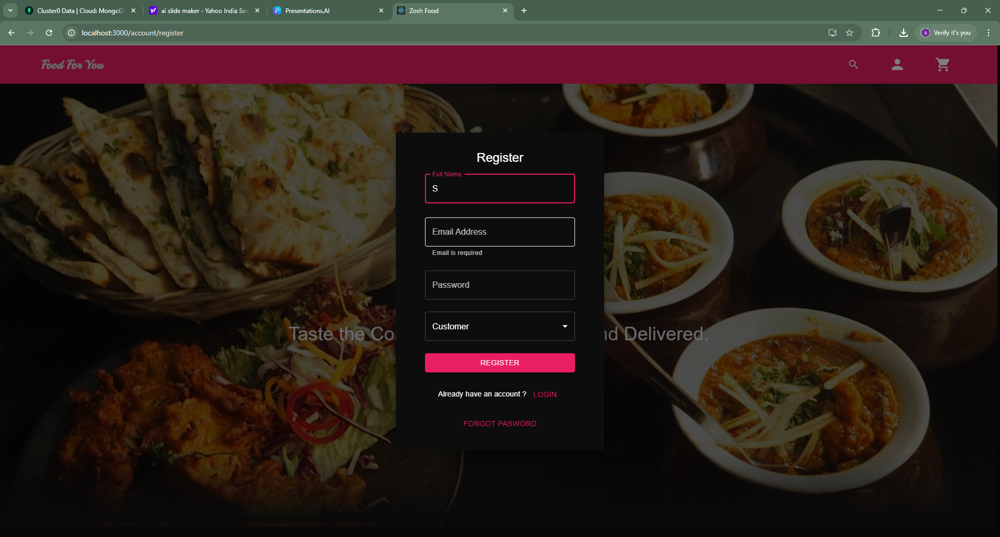 Cluster0 Data | Cloud: MongoD
ai slide maker - Yahoo India Sea
Presentations.AI
Zosh Food
localhost:3000/account/register
B
Verify it's you
Food For You
Register
Full Name
S
Email Address
Email is required
Password
Customer
Taste the Co
nd Delivered.
REGISTER
Already have an account ? LOGIN
FORGOT PASWORD